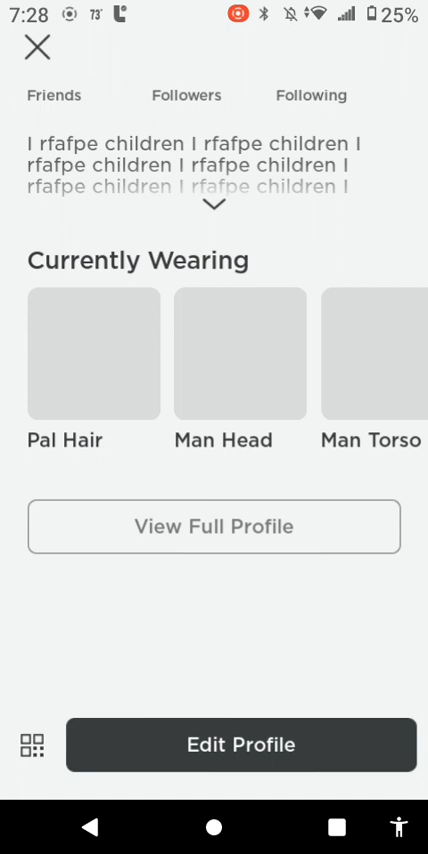 7:28 73° 25%
Friends Followers Following
I rfafpe children I rfafpe children I
rfafpe children I rfafpe children I
rfafpe children I rfafpe children I
Currently Wearing
Pal Hair Man Head Man Torso
View Full Profile
Edit Profile